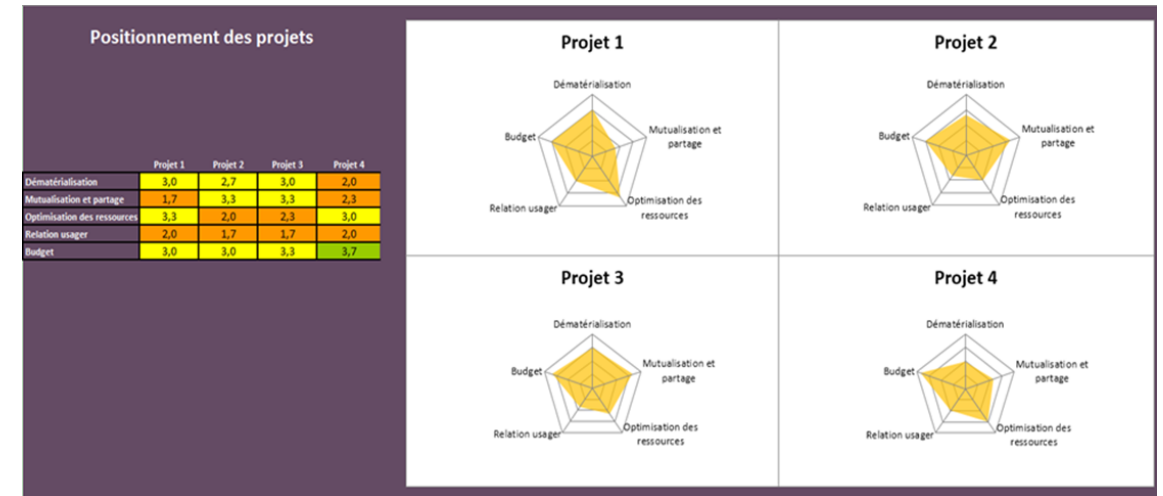 Positionnement des projets
Projet 1 Projet 2 Projet 3 Projet 4
Dématérialisation 3,0 2,7 3,0 2,0
Mutualisation et partage 1,7 3,3 3,3 2,3
Optimisation des ressources 3,3 2,0 2,3 3,0
Relation usager 2,0 1,7 1,7 2,0
Budget 3,0 3,0 3,3 3,7
Projet 1
Dématérialisation
Mutualisation et
partage
Budget
Optimisation des
ressources
Relation usager
Projet 2
Dématérialisation
Mutualisation et
partage
Budget
Optimisation des
ressources
Relation usager
Projet 3
Dématérialisation
Mutualisation et
partage
Budget
Optimisation des
ressources
Relation usager
Projet 4
Dématérialisation
Mutualisation et
partage
Budget
Optimisation des
ressources
Relation usager